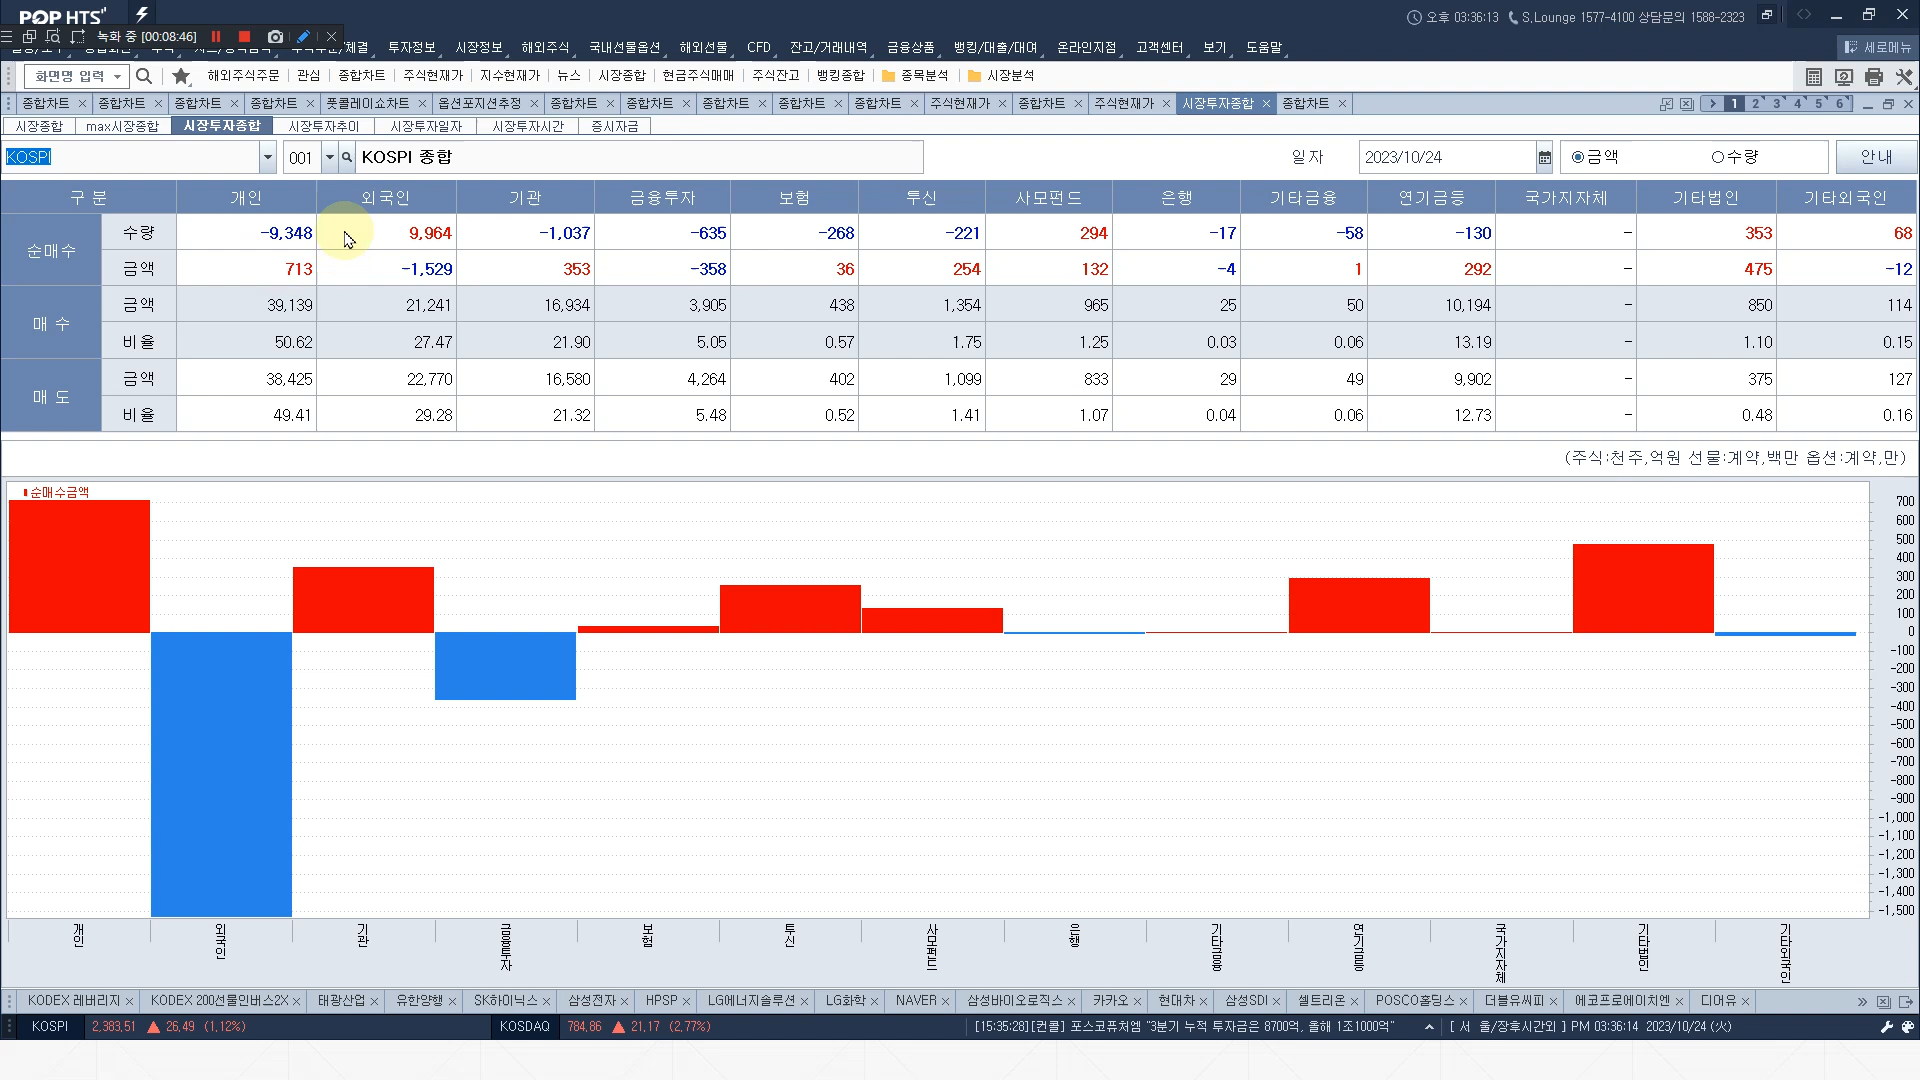 POP HTS
오후 03:36:13 S.Lounge 1577-4100 상담문의 1588-2323
녹화 중 [00:08:46]
투자정보 시장정보 해외주식 국내선물옵션 해외선물 CFD 잔고/거래내역 금융상품 뱅킹/대출/대여 온라인지점 고객센터 보기 도움말 세로메뉴
화면명 입력 해외주식주문 관심 종합차트 주식현재가 지수현재가 뉴스 시장종합 현금주식매매 주식잔고 뱅킹종합 종목분석 시장분석
종합차트 종합차트 종합차트 종합차트 풋콜레이쇼차트 옵션포지션추정 종합차트 종합차트 종합차트 종합차트 종합차트 주식현재가 종합차트 주식현재가 시장투자종합 종합차트 1 2 3 4 5 6
시장종합 max시장종합 시장투자종합 시장투자추이 시장투자일자 시장투자시간 증시자금
KOSPI 001 KOSPI 종합 일자 2023/10/24 금액 수량 안내
구 분 개인 외국인 기관 금융투자 보험 투신 사모펀드 은행 기타금융 연기금등 국가지자체 기타법인 기타외국인
순매수 수량 -9,348 9,964 -1,037 -635 -268 -221 294 -17 -58 -130 - 353 68
금액 713 -1,529 353 -358 36 254 132 -4 1 292 - 475 -12
매 수 금액 39,139 21,241 16,934 3,905 438 1,354 965 25 50 10,194 - 850 114
비율 50.62 27.47 21.90 5.05 0.57 1.75 1.25 0.03 0.06 13.19 - 1.10 0.15
매 도 금액 38,425 22,770 16,580 4,264 402 1,099 833 29 49 9,902 - 375 127
비율 49.41 29.28 21.32 5.48 0.52 1.41 1.07 0.04 0.06 12.73 - 0.48 0.16
(주식:천주,억원 선물:계약,백만 옵션:계약,만)
순매수금액
700
600
500
400
300
200
100
0
-100
-200
-300
-400
-500
-600
-700
-800
-900
-1,000
-1,100
-1,200
-1,300
-1,400
-1,500
개인 외국인 기관 금융투자 보험 투신 사모펀드 은행 기타금융 연기금등 국가지자체 기타법인 기타외국인
KODEX 레버리지 KODEX 200선물인버스2X 태광산업 유한양행 SK하이닉스 삼성전자 HPSP LG에너지솔루션 LG화학 NAVER 삼성바이오로직스 카카오 현대차 삼성SDI 셀트리온 POSCO홀딩스 더블유씨피 에코프로에이치엔 디어유
KOSPI 2,383.51 ▲ 26.49 (1.12%) KOSDAQ 784.86 ▲ 21.17 (2.77%) [15:35:28][컨콜] 포스코퓨처엠 "3분기 누적 투자금은 8700억, 올해 1조1000억" [ 서 울/장후시간외 ] PM 03:36:14 2023/10/24 (火)